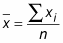 x̅ = ∑ xᵢ / n